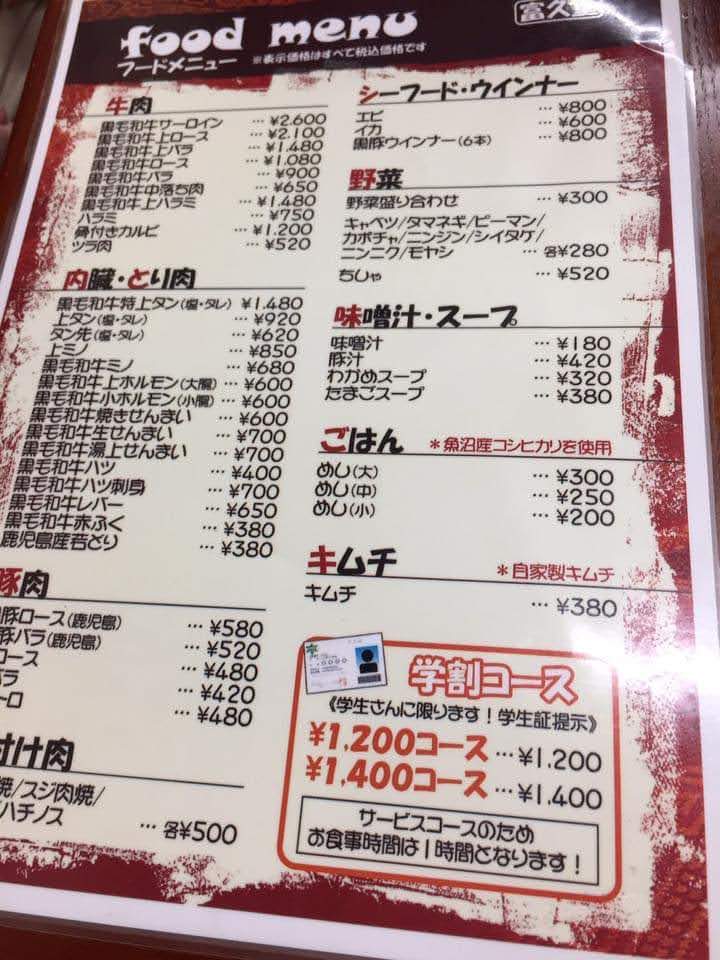 food menu
フードメニュー ※表示価格はすべて税込価格です
富久
牛肉
黒毛和牛サーロイン … ¥2,600
黒毛和牛上ロース … ¥2,100
黒毛和牛上バラ … ¥1,480
黒毛和牛ロース … ¥1,080
黒毛和牛バラ … ¥900
黒毛和牛中落ち肉 … ¥650
黒毛和牛上ハラミ … ¥1,480
ハラミ … ¥750
骨付きカルビ … ¥1,200
ツラ肉 … ¥520
内臓・とり肉
黒毛和牛特上タン(塩・タレ) ¥1,480
上タン(塩・タレ) … ¥920
タン先(塩・タレ) … ¥620
上ミノ … ¥850
黒毛和牛ミノ … ¥680
黒毛和牛上ホルモン(大腸) … ¥600
黒毛和牛小ホルモン(小腸) … ¥600
黒毛和牛焼きせんまい … ¥600
黒毛和牛生せんまい … ¥700
黒毛和牛湯上せんまい … ¥700
黒毛和牛ハツ … ¥400
黒毛和牛ハツ刺身 … ¥700
黒毛和牛レバー … ¥650
黒毛和牛赤ふく … ¥380
鹿児島産若どり … ¥380
豚肉
豚ロース(鹿児島) … ¥580
豚バラ(鹿児島) … ¥520
ロース … ¥480
バラ … ¥420
トロ … ¥480
付け肉
焼/スジ肉焼/
ハチノス … 各¥500
シーフード・ウインナー
エビ … ¥800
イカ … ¥600
黒豚ウインナー(6本) … ¥800
野菜
野菜盛り合わせ … ¥300
キャベツ/タマネギ/ピーマン/
カボチャ/ニンジン/シイタケ/
ニンニク/モヤシ … 各¥280
ちしゃ … ¥520
味噌汁・スープ
味噌汁 … ¥180
豚汁 … ¥420
わかめスープ … ¥320
たまごスープ … ¥380
ごはん *魚沼産コシヒカリを使用
めし(大) … ¥300
めし(中) … ¥250
めし(小) … ¥200
キムチ *自家製キムチ
キムチ … ¥380
学割コース
《学生さんに限ります！学生証提示》
¥1,200コース … ¥1,200
¥1,400コース … ¥1,400
サービスコースのため
お食事時間は1時間となります！